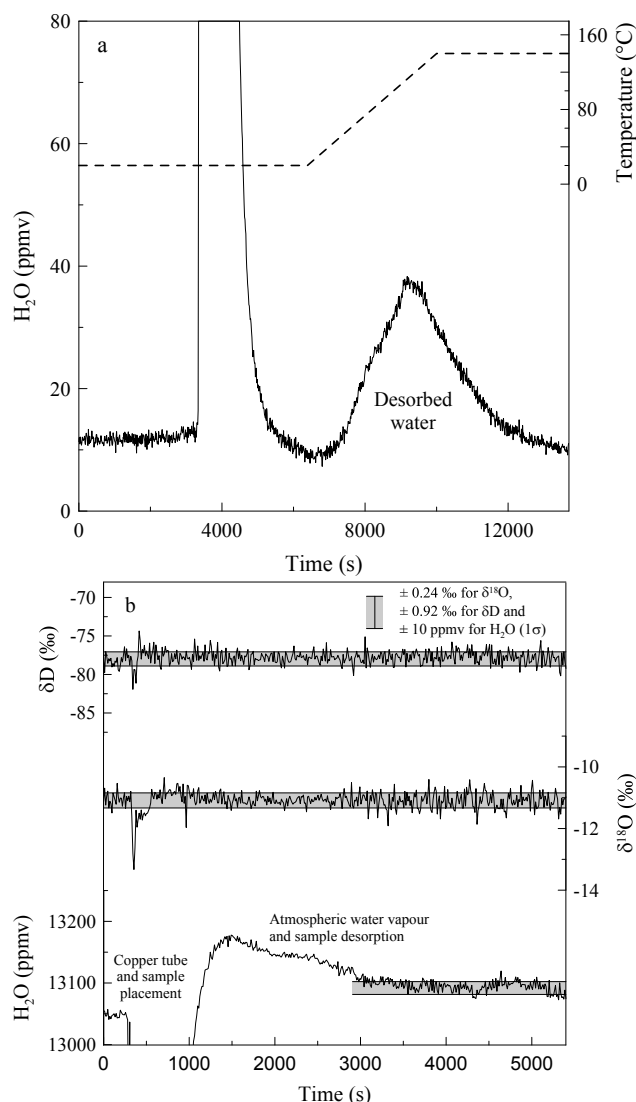 a
80
60
40
20
0
H₂O (ppmv)
160
80
0
Temperature (°C)
Desorbed
water
0 4000 8000 12000
Time (s)
b
-70
-75
-80
-85
δD (‰)
± 0.24 ‰ for δ¹⁸O,
± 0.92 ‰ for δD and
± 10 ppmv for H₂O (1σ)
-10
-12
-14
δ¹⁸O (‰)
13200
13100
13000
H₂O (ppmv)
Copper tube
and sample
placement
Atmospheric water vapour
and sample desorption
0 1000 2000 3000 4000 5000
Time (s)